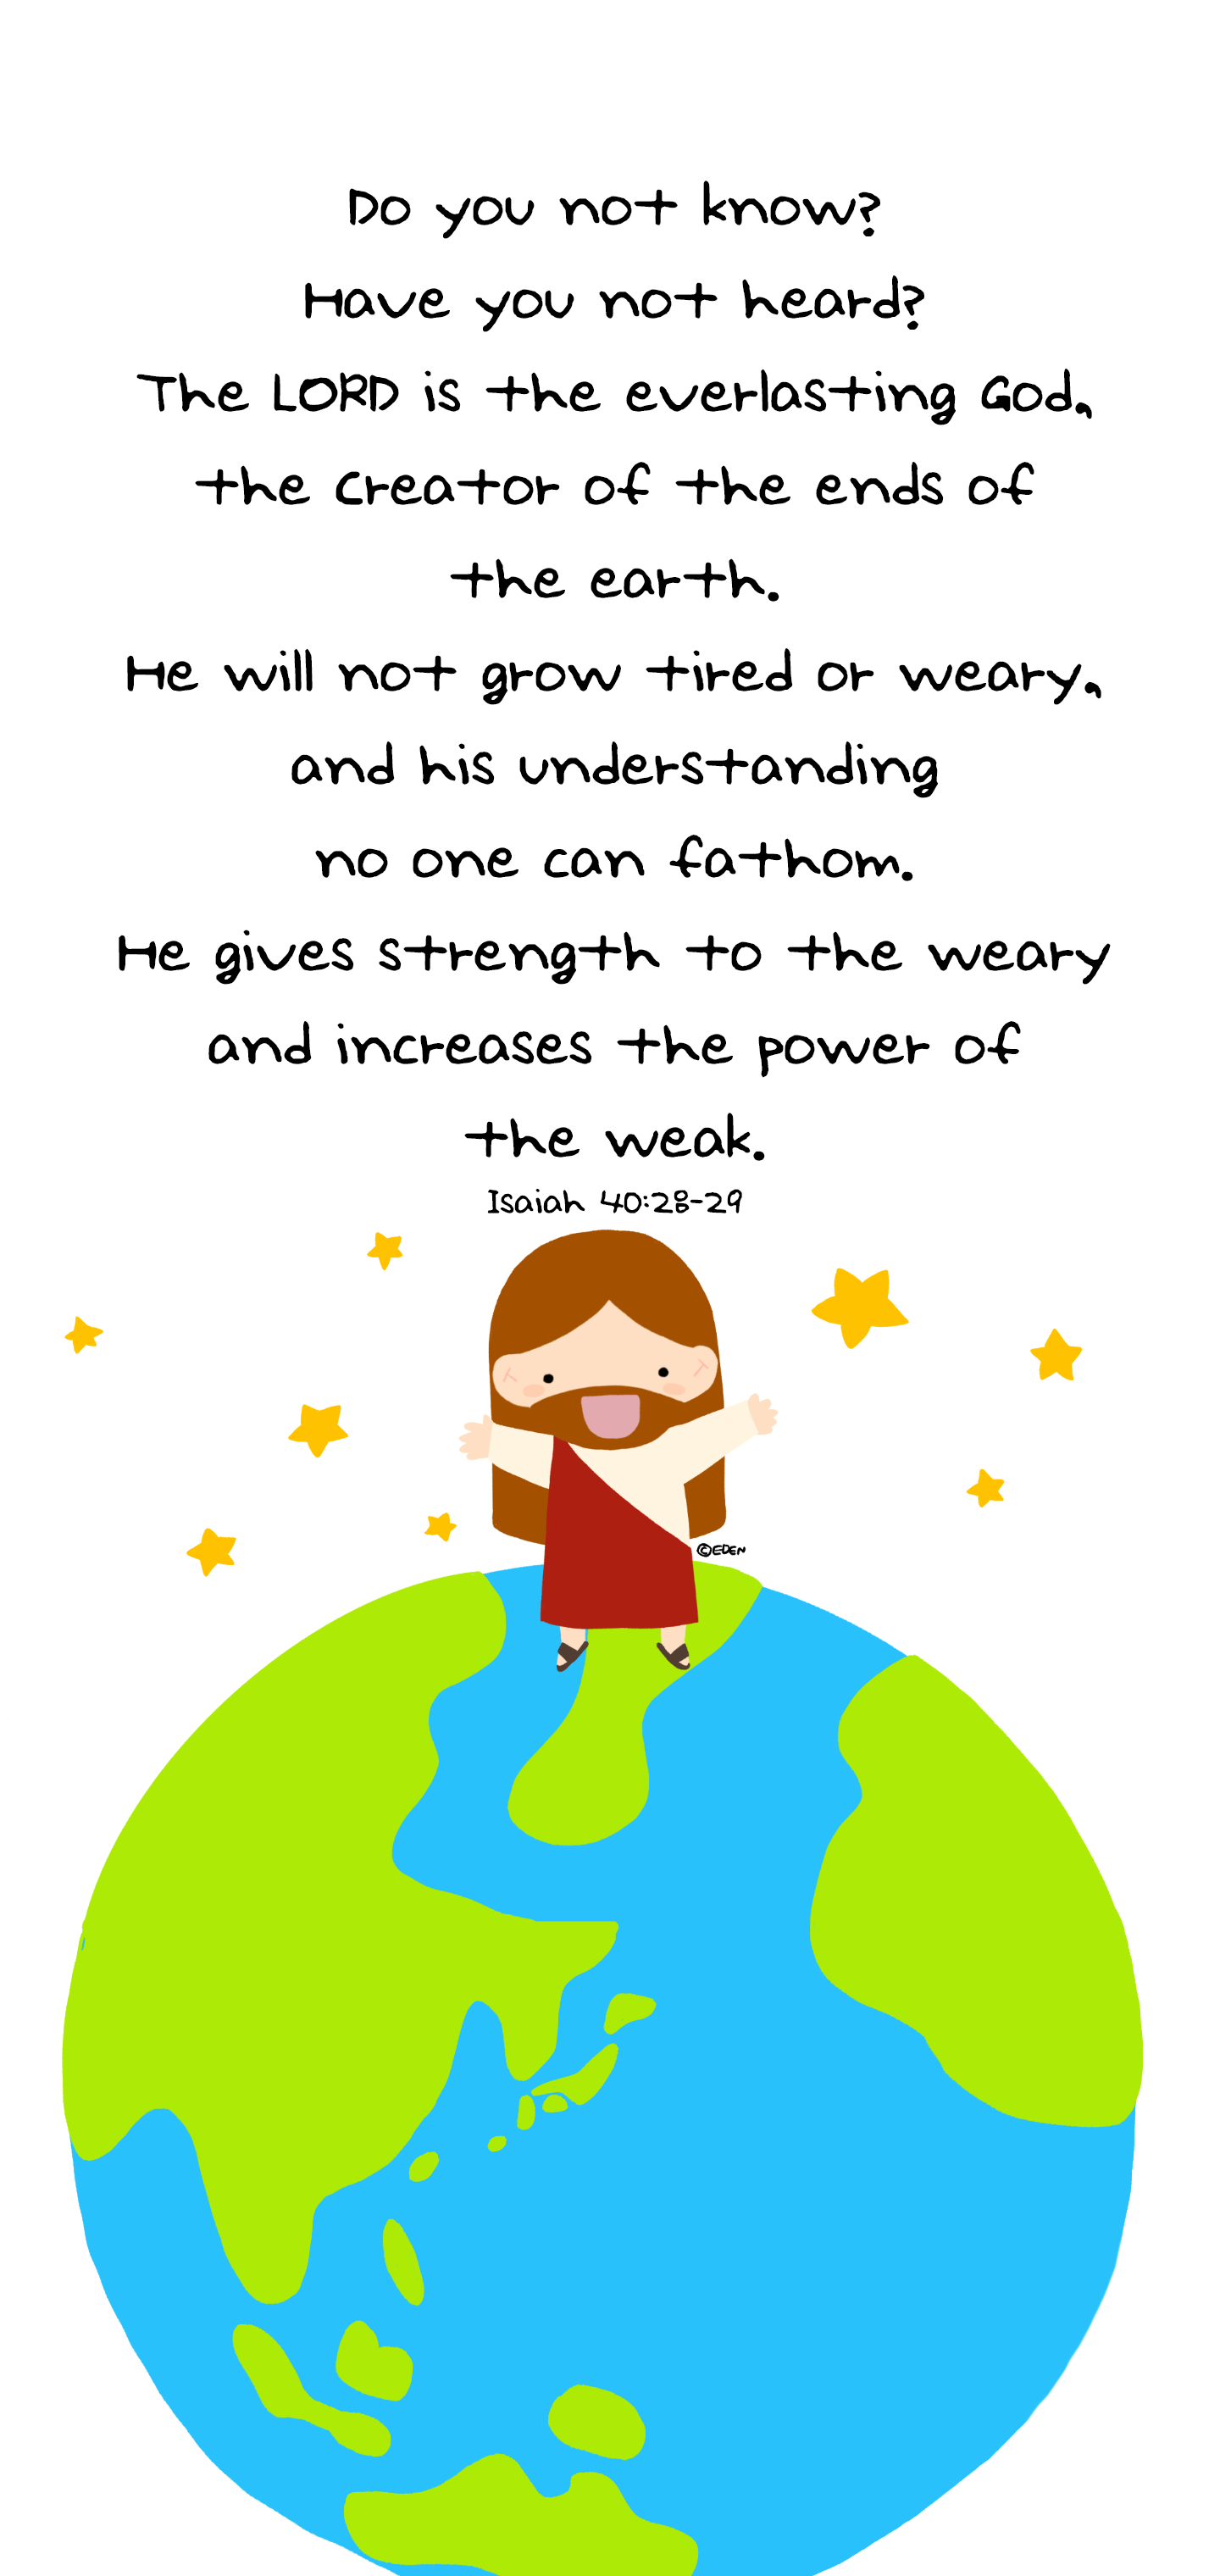 Do you not know?
Have you not heard?
The LORD is the everlasting God,
the Creator of the ends of
the earth.
He will not grow tired or weary,
and his understanding
no one can fathom.
He gives strength to the weary
and increases the power of
the weak.
Isaiah 40:28-29
©EDEN